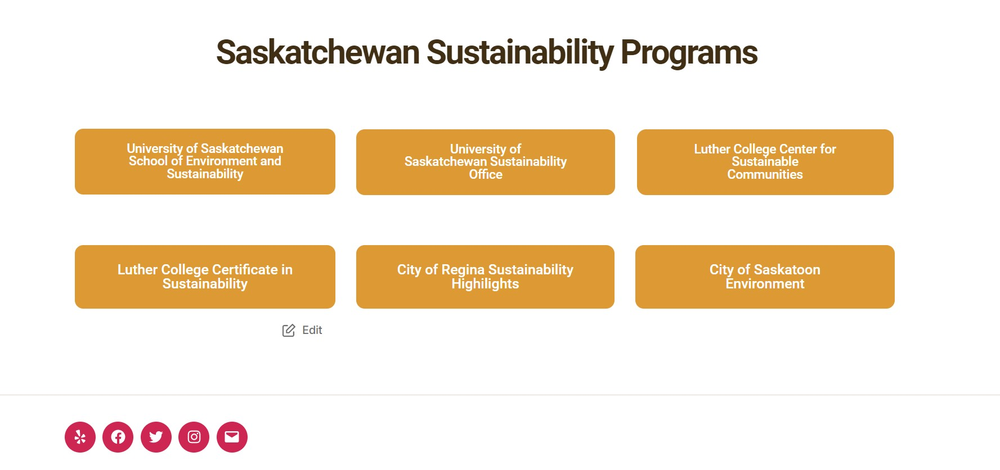 Saskatchewan Sustainability Programs
University of Saskatchewan
School of Environment and
Sustainability
University of
Saskatchewan Sustainability
Office
Luther College Center for
Sustainable
Communities
Luther College Certificate in
Sustainability
City of Regina Sustainability
Highilights
City of Saskatoon
Environment
Edit